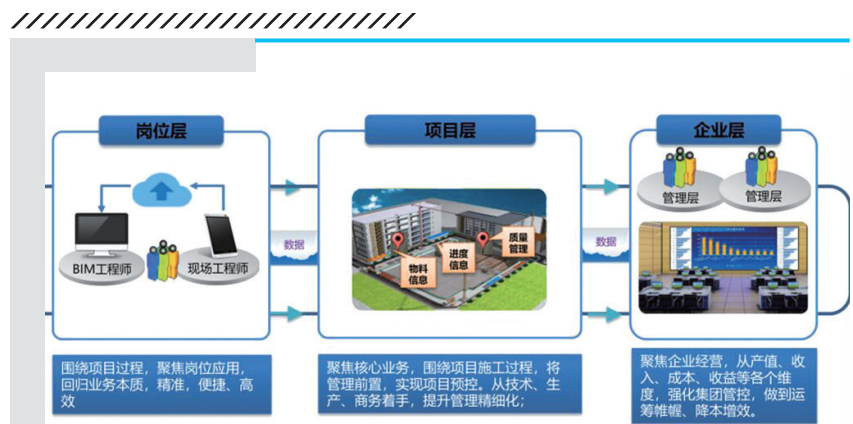 岗位层
BIM工程师
现场工程师
围绕项目过程，聚焦岗位应用，
回归业务本质，精准，便捷、高
效
数据
项目层
物料
信息
进度
信息
质量
管理
聚焦核心业务，围绕项目施工过程，将
管理前置，实现项目预控。从技术、生
产、商务着手，提升管理精细化；
数据
企业层
管理层
管理层
聚焦企业经营，从产值、收
入、成本、收益等各个维
度，强化集团管控，做到运
筹帷幄、降本增效。